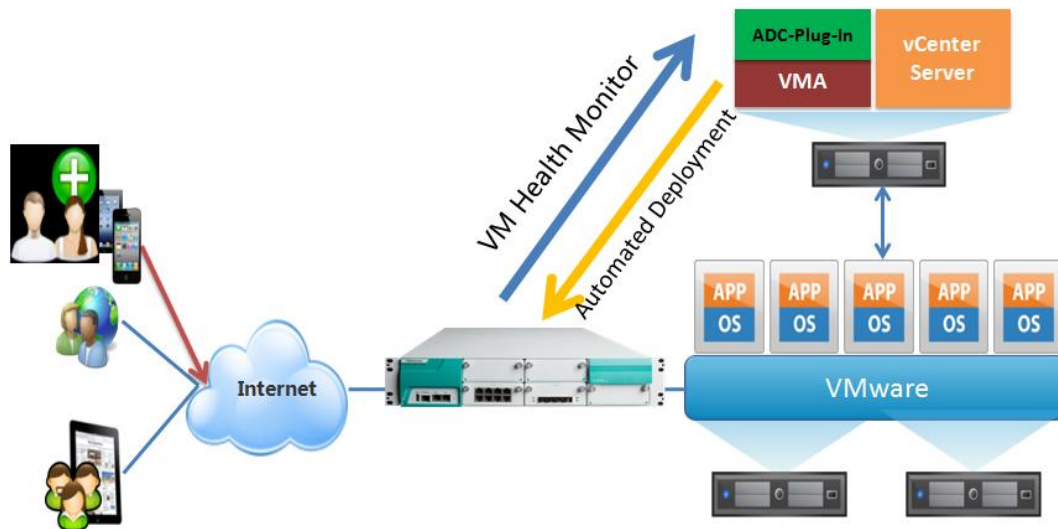 ADC-Plug-In
VMA
vCenter
Server
VM Health Monitor
Automated Deployment
APP
OS
APP
OS
APP
OS
APP
OS
APP
OS
Internet
VMware